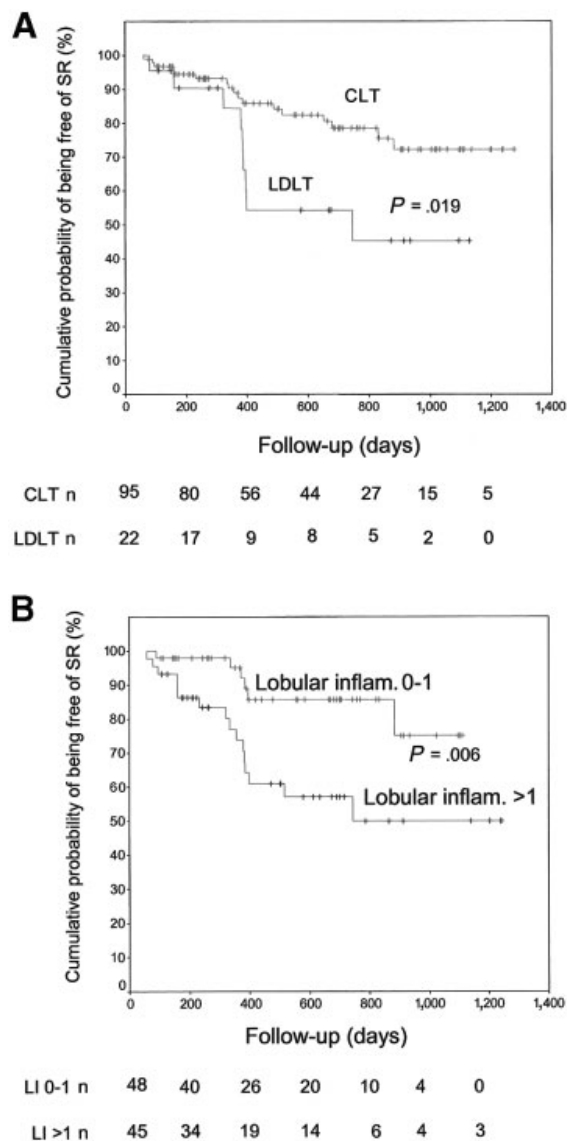 A
Cumulative probability of being free of SR (%)
100
90
80
70
60
50
40
30
20
10
0
CLT
LDLT
P = .019
0 200 400 600 800 1,000 1,200 1,400
Follow-up (days)
CLT n 95 80 56 44 27 15 5
LDLT n 22 17 9 8 5 2 0
B
Cumulative probability of being free of SR (%)
100
90
80
70
60
50
40
30
20
10
0
Lobular inflam. 0-1
P = .006
Lobular inflam. >1
0 200 400 600 800 1,000 1,200 1,400
Follow-up (days)
LI 0-1 n 48 40 26 20 10 4 0
LI >1 n 45 34 19 14 6 4 3